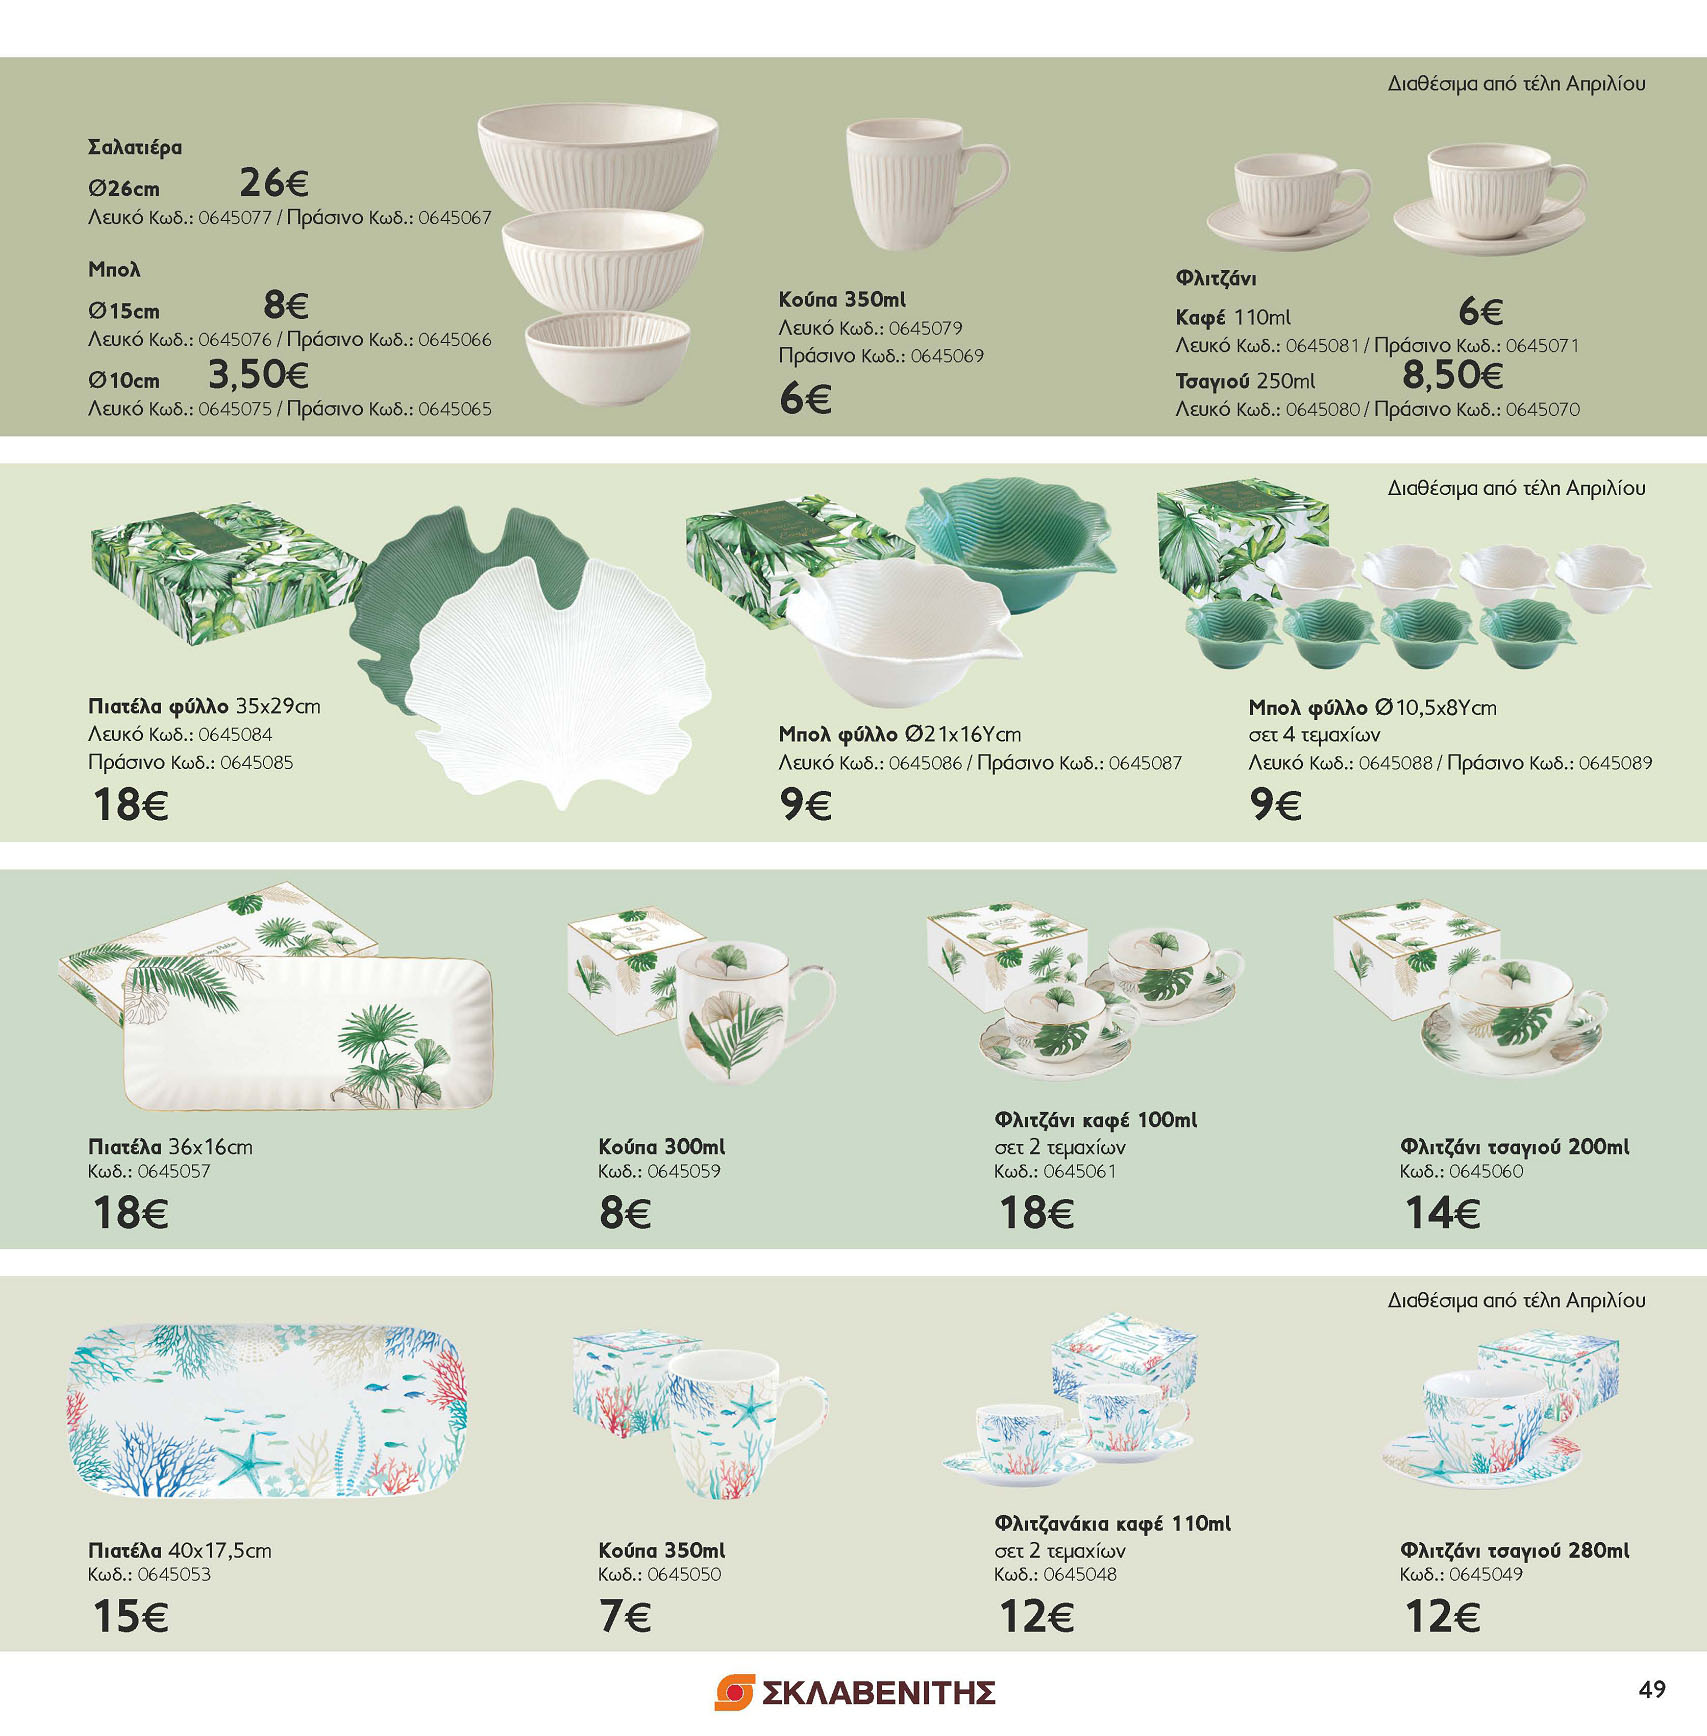 Διαθέσιμα από τέλη Απριλίου
Σαλατιέρα
Ø26cm 26€
Λευκό Κωδ.: 0645077 / Πράσινο Κωδ.: 0645067
Μπολ
Ø15cm 8€
Λευκό Κωδ.: 0645076 / Πράσινο Κωδ.: 0645066
Ø10cm 3,50€
Λευκό Κωδ.: 0645075 / Πράσινο Κωδ.: 0645065
Κούπα 350ml
Λευκό Κωδ.: 0645079
Πράσινο Κωδ.: 0645069
6€
Φλιτζάνι
Καφέ 110ml 6€
Λευκό Κωδ.: 0645081 / Πράσινο Κωδ.: 0645071
Τσαγιού 250ml 8,50€
Λευκό Κωδ.: 0645080 / Πράσινο Κωδ.: 0645070
Διαθέσιμα από τέλη Απριλίου
Πιατέλα φύλλο 35x29cm
Λευκό Κωδ.: 0645084
Πράσινο Κωδ.: 0645085
18€
Μπολ φύλλο Ø21x16Υcm
Λευκό Κωδ.: 0645086 / Πράσινο Κωδ.: 0645087
9€
Μπολ φύλλο Ø10,5x8Υcm
σετ 4 τεμαχίων
Λευκό Κωδ.: 0645088 / Πράσινο Κωδ.: 0645089
9€
Πιατέλα 36x16cm
Κωδ.: 0645057
18€
Mug
Κούπα 300ml
Κωδ.: 0645059
8€
Φλιτζάνι καφέ 100ml
σετ 2 τεμαχίων
Κωδ.: 0645061
18€
Φλιτζάνι τσαγιού 200ml
Κωδ.: 0645060
14€
Διαθέσιμα από τέλη Απριλίου
Πιατέλα 40x17,5cm
Κωδ.: 0645053
15€
Κούπα 350ml
Κωδ.: 0645050
7€
Φλιτζανάκια καφέ 110ml
σετ 2 τεμαχίων
Κωδ.: 0645048
12€
Φλιτζάνι τσαγιού 280ml
Κωδ.: 0645049
12€
ΣΚΛΑΒΕΝΙΤΗΣ
49